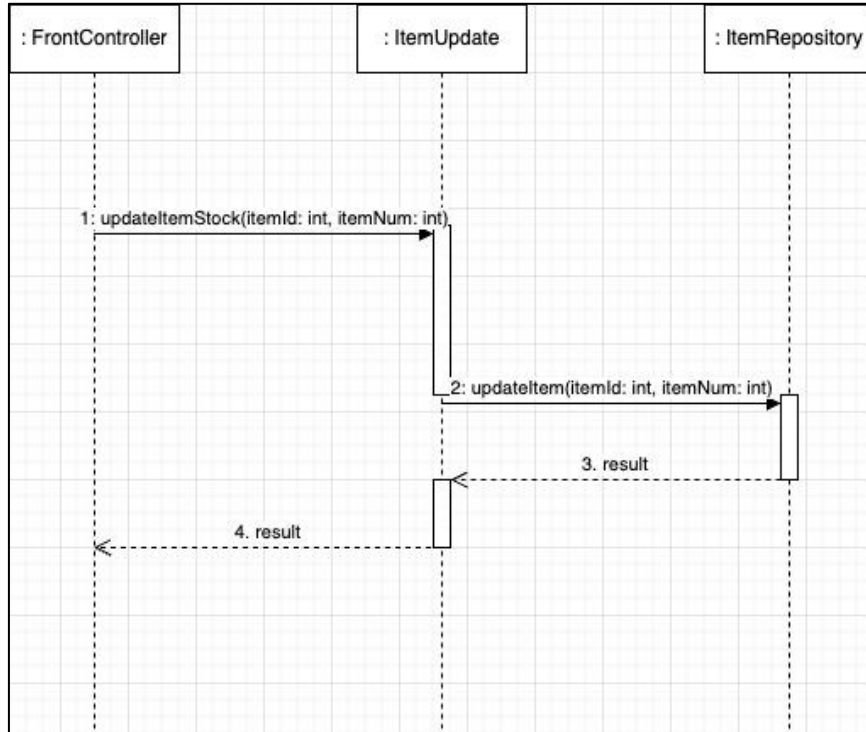 : FrontController
: ItemUpdate
: ItemRepository
1: updateItemStock(itemId: int, itemNum: int)
2: updateItem(itemId: int, itemNum: int)
3. result
4. result